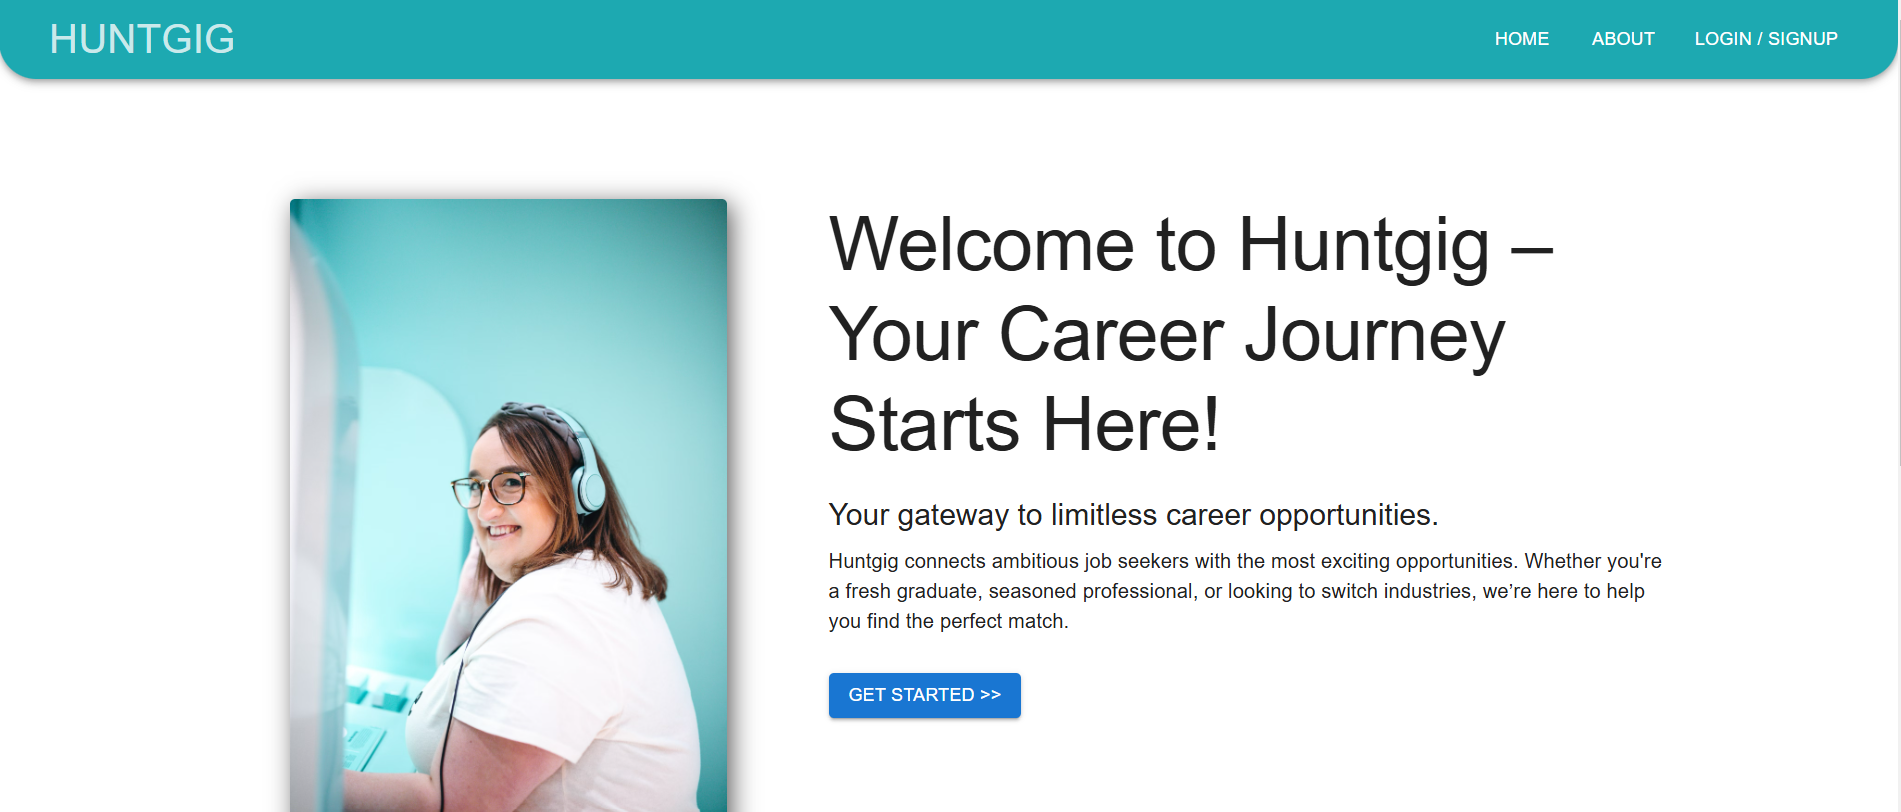 HUNTGIG
HOME
ABOUT
LOGIN / SIGNUP
Welcome to Huntgig –
Your Career Journey
Starts Here!
Your gateway to limitless career opportunities.
Huntgig connects ambitious job seekers with the most exciting opportunities. Whether you're
a fresh graduate, seasoned professional, or looking to switch industries, we’re here to help
you find the perfect match.
GET STARTED >>